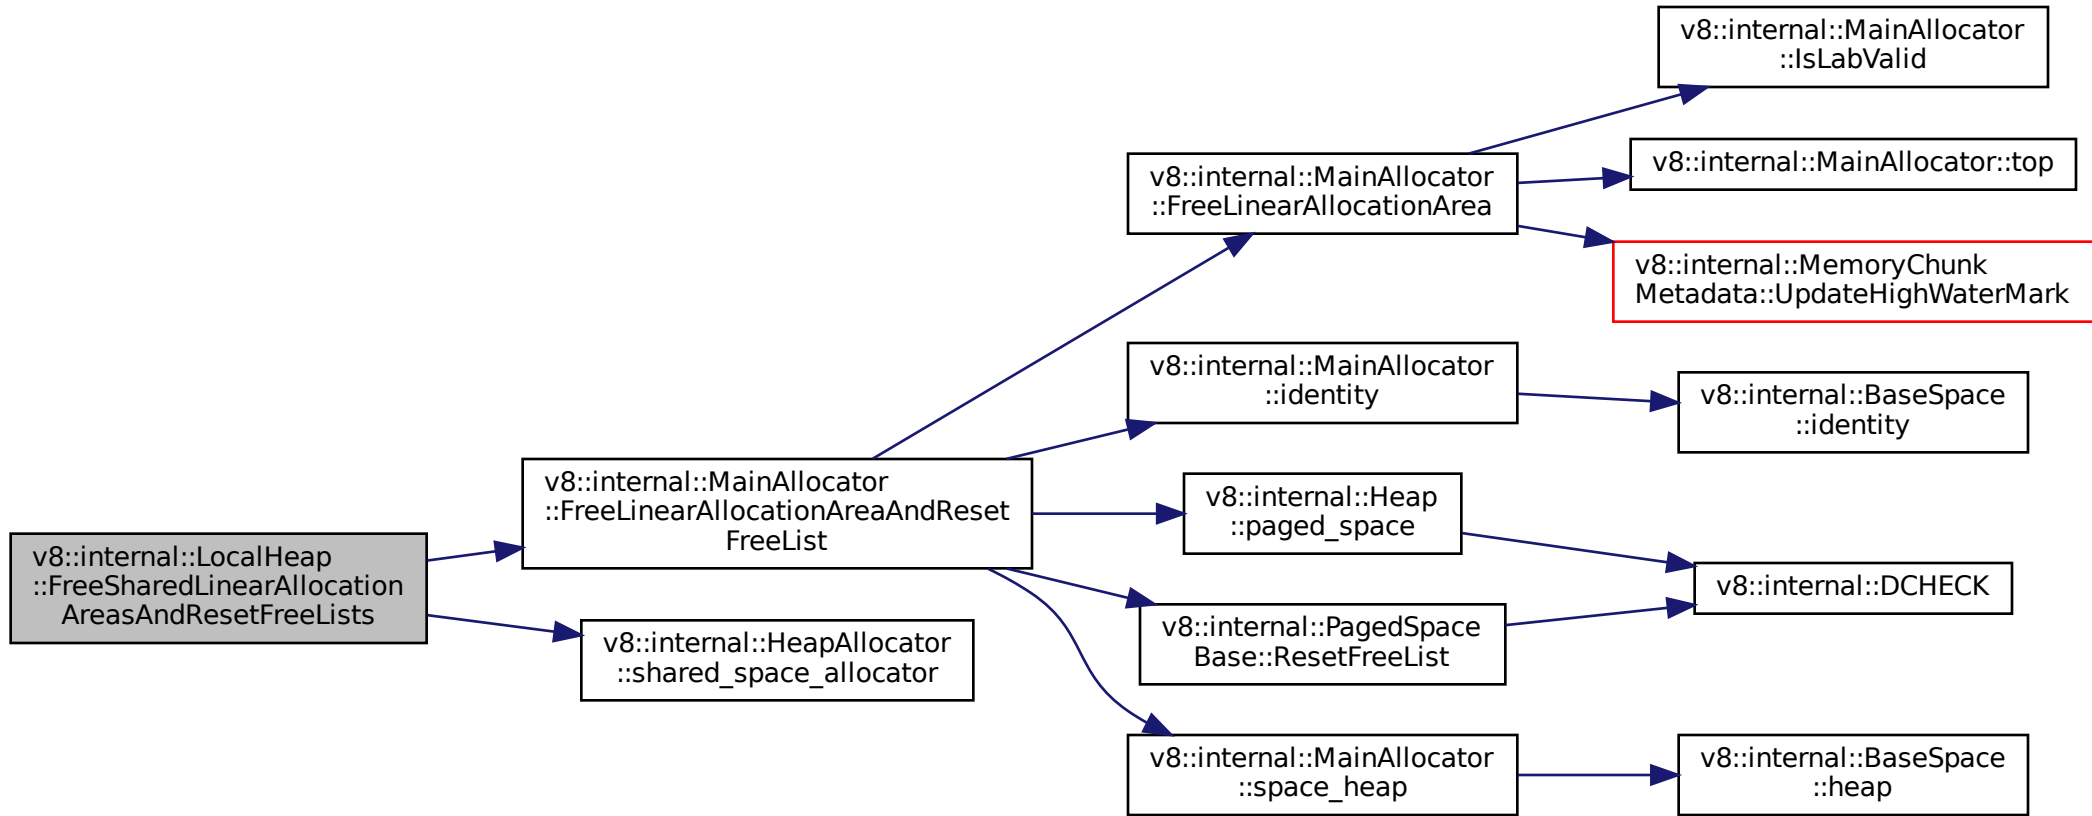 v8::internal::MainAllocator
::IsLabValid
v8::internal::MainAllocator::top
v8::internal::MainAllocator
::FreeLinearAllocationArea
v8::internal::MemoryChunk
Metadata::UpdateHighWaterMark
v8::internal::MainAllocator
::identity
v8::internal::BaseSpace
::identity
v8::internal::MainAllocator
::FreeLinearAllocationAreaAndReset
FreeList
v8::internal::Heap
::paged_space
v8::internal::LocalHeap
::FreeSharedLinearAllocation
AreasAndResetFreeLists
v8::internal::DCHECK
v8::internal::PagedSpace
Base::ResetFreeList
v8::internal::HeapAllocator
::shared_space_allocator
v8::internal::MainAllocator
::space_heap
v8::internal::BaseSpace
::heap